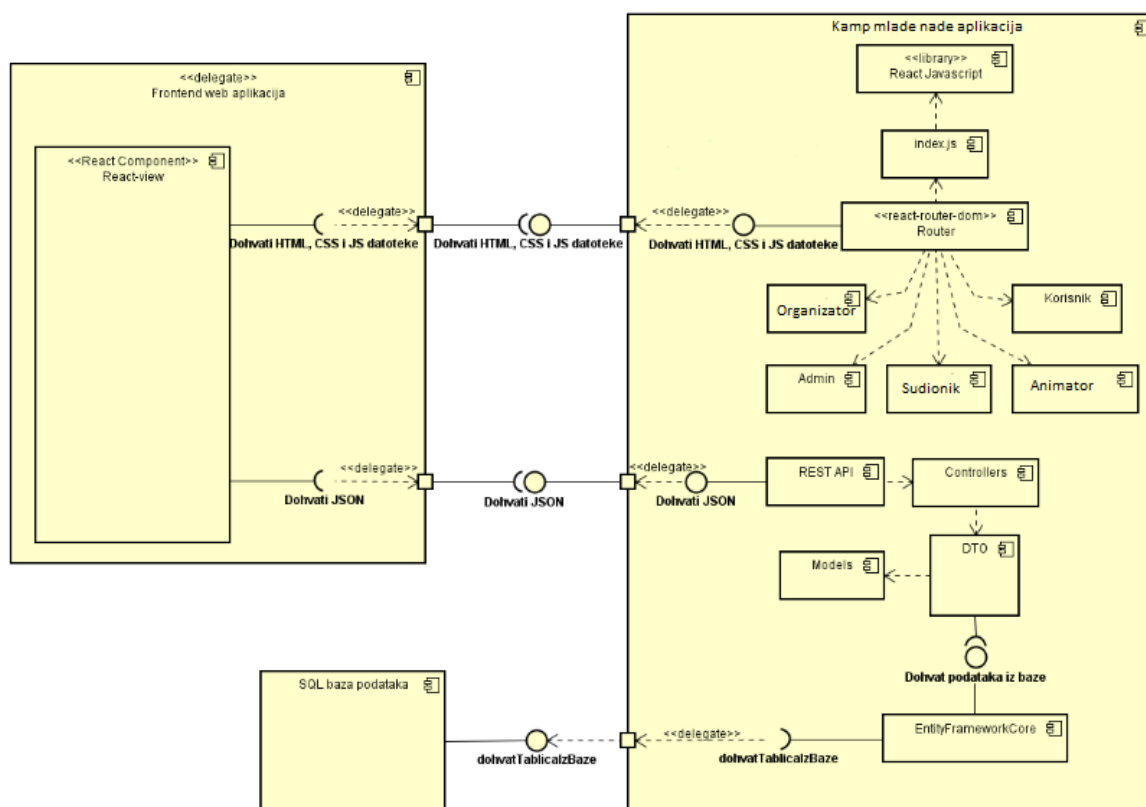 Kamp mlade nade aplikacija
<<library>>
React Javascript
index.js
<<react-router-dom>>
Router
<<delegate>>
Frontend web aplikacija
<<React Component>>
React-view
<<delegate>>
Dohvati HTML, CSS i JS datoteke
Dohvati HTML, CSS i JS datoteke
<<delegate>>
Dohvati HTML, CSS i JS datoteke
Organizator
Korisnik
Admin
Sudionik
Animator
<<delegate>>
Dohvati JSON
Dohvati JSON
<<delegate>>
Dohvati JSON
REST API
Controllers
DTO
Models
Dohvat podataka iz baze
SQL baza podataka
dohvatTablicaIzBaze
<<delegate>>
dohvatTablicaIzBaze
EntityFrameworkCore